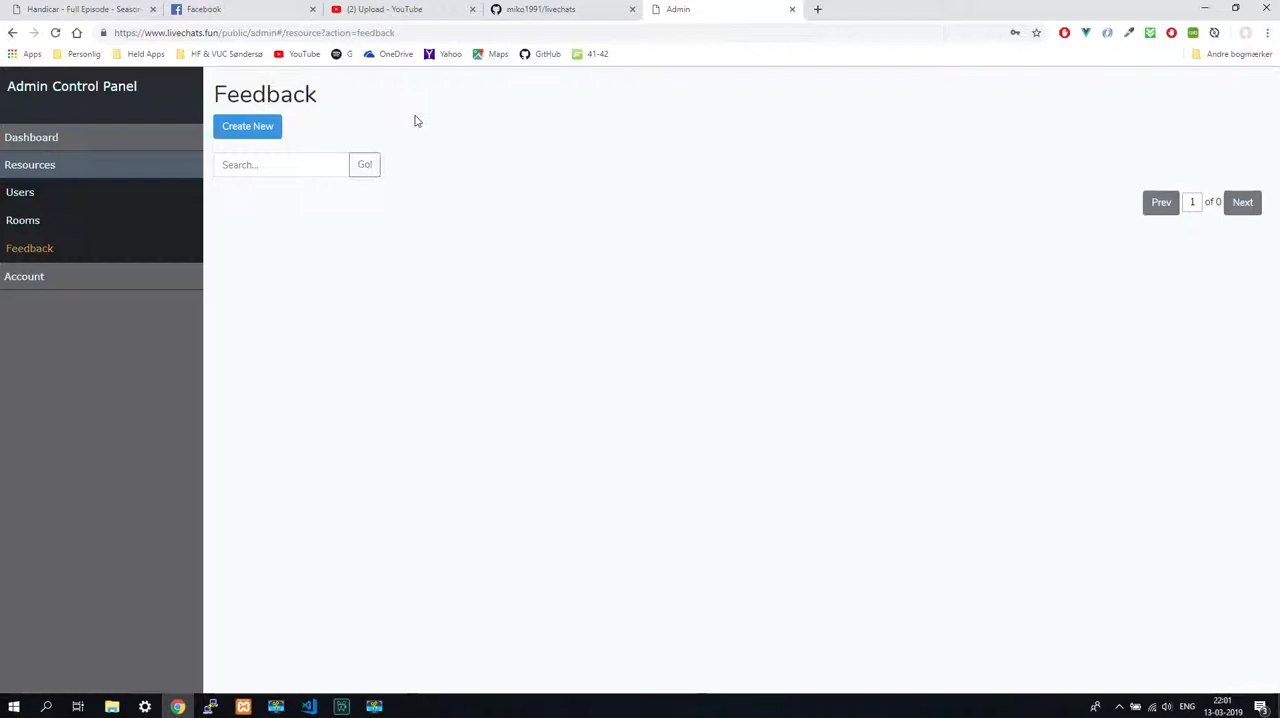 Handicar - Full Episode - Season
Facebook
(2) Upload - YouTube
miko1991/livechats
Admin
https://www.livechats.fun/public/admin#/resource?action=feedback
Apps
Personlig
Held Apps
HF & VUC Søndersø
YouTube
G
OneDrive
Yahoo
Maps
GitHub
41-42
Andre bogmærker
Admin Control Panel
Dashboard
Resources
Users
Rooms
Feedback
Account
Feedback
Create New
Search...
Go!
Prev
1
of 0
Next
ENG
22:01
13-03-2019
3